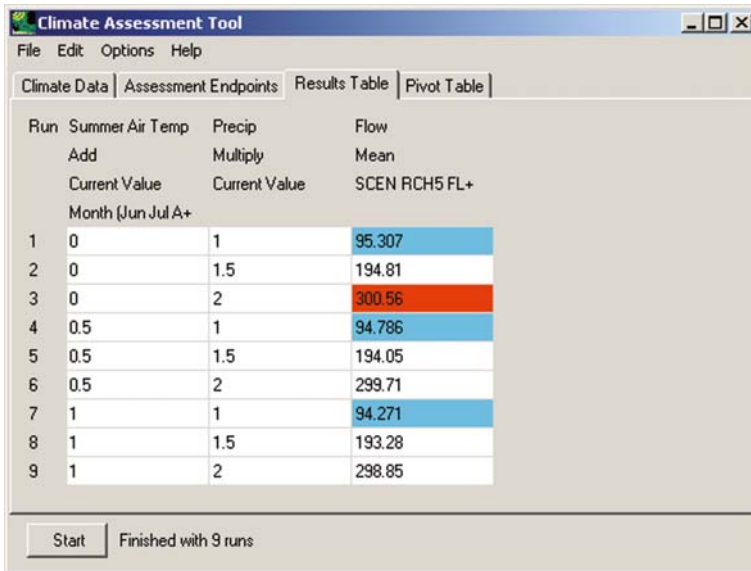 Climate Assessment Tool
File Edit Options Help
Climate Data Assessment Endpoints Results Table Pivot Table
Run Summer Air Temp Precip Flow
Add Multiply Mean
Current Value Current Value SCEN RCH5 FL+
Month (Jun Jul A+
1 0 1 95.307
2 0 1.5 194.81
3 0 2 300.56
4 0.5 1 94.786
5 0.5 1.5 194.05
6 0.5 2 299.71
7 1 1 94.271
8 1 1.5 193.28
9 1 2 298.85
Start Finished with 9 runs